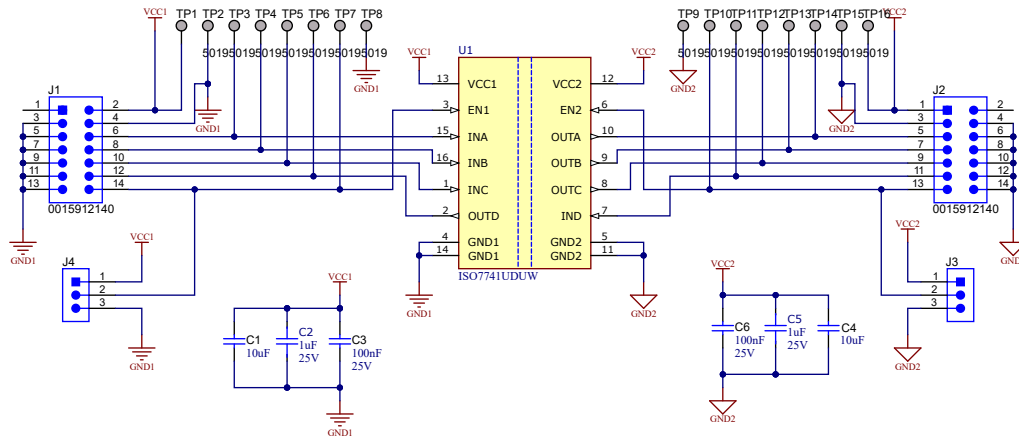 VCC1
TP1 TP2 TP3 TP4 TP5 TP6 TP7 TP8
5019 5019 5019 5019 5019 5019 5019
GND1
GND1
TP9 TP10 TP11 TP12 TP13 TP14 TP15 TP16
VCC2
5019 5019 5019 5019 5019 5019 5019
GND2
GND2
J1
1 2
3 4
5 6
7 8
9 10
11 12
13 14
0015912140
GND1
U1
VCC1
VCC2
13 VCC1 VCC2 12
3 EN1 EN2 6
15 INA OUTA 10
16 INB OUTB 9
1 INC OUTC 8
2 OUTD IND 7
4 GND1 GND2 5
14 GND1 GND2 11
ISO7741UDUW
GND1
GND2
J2
1 2
3 4
5 6
7 8
9 10
11 12
13 14
0015912140
GND2
J4
VCC1
1
2
3
GND1
VCC2
J3
1
2
3
GND2
VCC1
C1
10uF
C2
1uF
25V
C3
100nF
25V
GND1
VCC2
C6
100nF
25V
C5
1uF
25V
C4
10uF
GND2